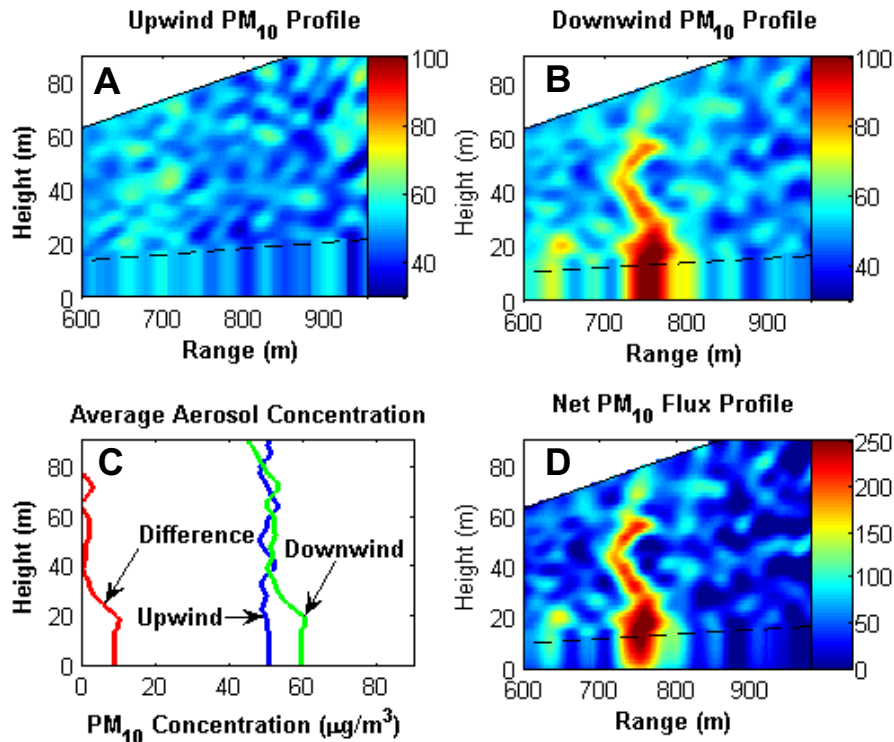 Upwind PM10 Profile
A
Height (m)
80
60
40
20
0
600 700 800 900
Range (m)
100
80
60
40
Downwind PM10 Profile
B
Height (m)
80
60
40
20
0
600 700 800 900
Range (m)
100
80
60
40
Average Aerosol Concentration
C
Height (m)
80
60
40
20
0
Difference
Downwind
Upwind
0 20 40 60 80
PM10 Concentration (μg/m3)
Net PM10 Flux Profile
D
Height (m)
80
60
40
20
0
600 700 800 900
Range (m)
250
200
150
100
50
0